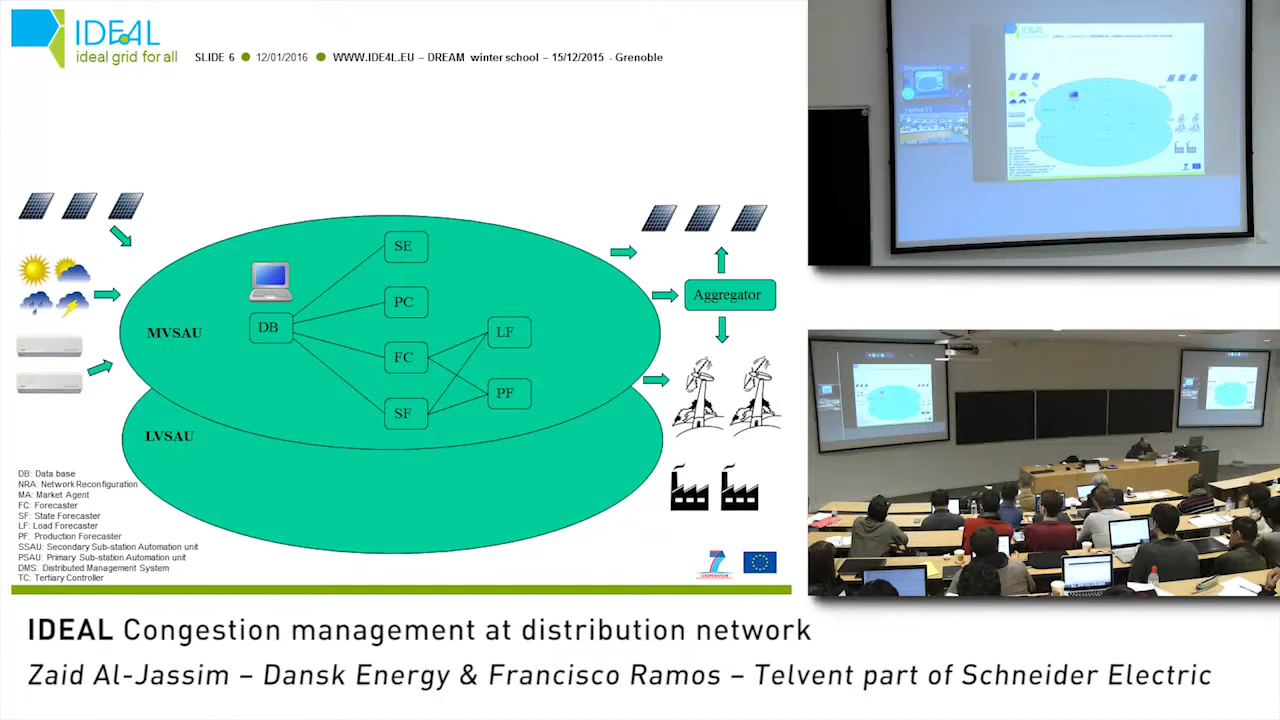 IDE4L
ideal grid for all
SLIDE 6 ● 12/01/2016 ● WWW.IDE4L.EU – DREAM winter school – 15/12/2015 - Grenoble
SE
PC
DB
MVSAU
LF
FC
PF
SF
LVSAU
Aggregator
DB: Data base
NRA: Network Reconfiguration
MA: Market Agent
FC: Forecaster
SF: State Forecaster
LF: Load Forecaster
PF: Production Forecaster
SSAU: Secondary Sub-station Automation unit
PSAU: Primary Sub-station Automation unit
DMS: Distributed Management System
TC: Tertiary Controller
7
COOPERATION
IDEAL Congestion management at distribution network
Zaid Al-Jassim – Dansk Energy & Francisco Ramos – Telvent part of Schneider Electric